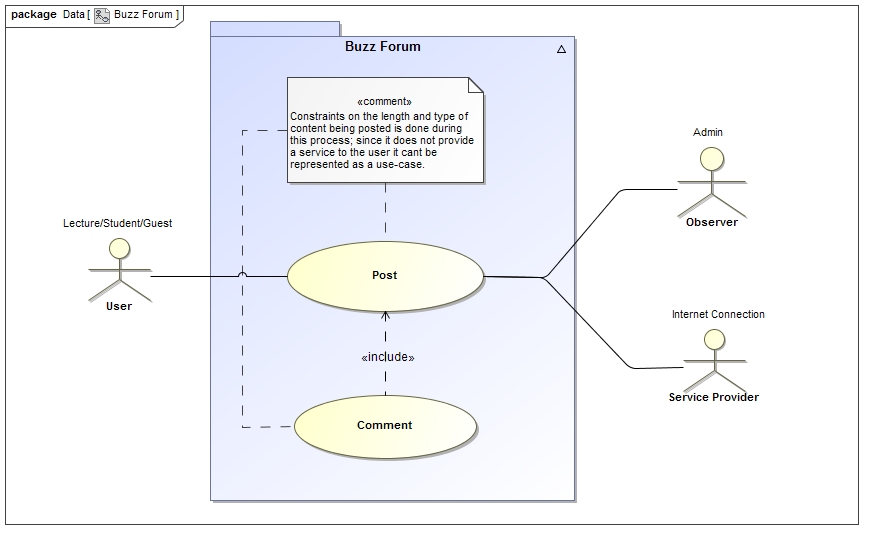 package Data [ Buzz Forum ]
Buzz Forum
«comment»
Constraints on the length and type of
content being posted is done during
this process; since it does not provide
a service to the user it cant be
represented as a use-case.
Admin
Observer
Lecture/Student/Guest
User
Post
Internet Connection
Service Provider
«include»
Comment